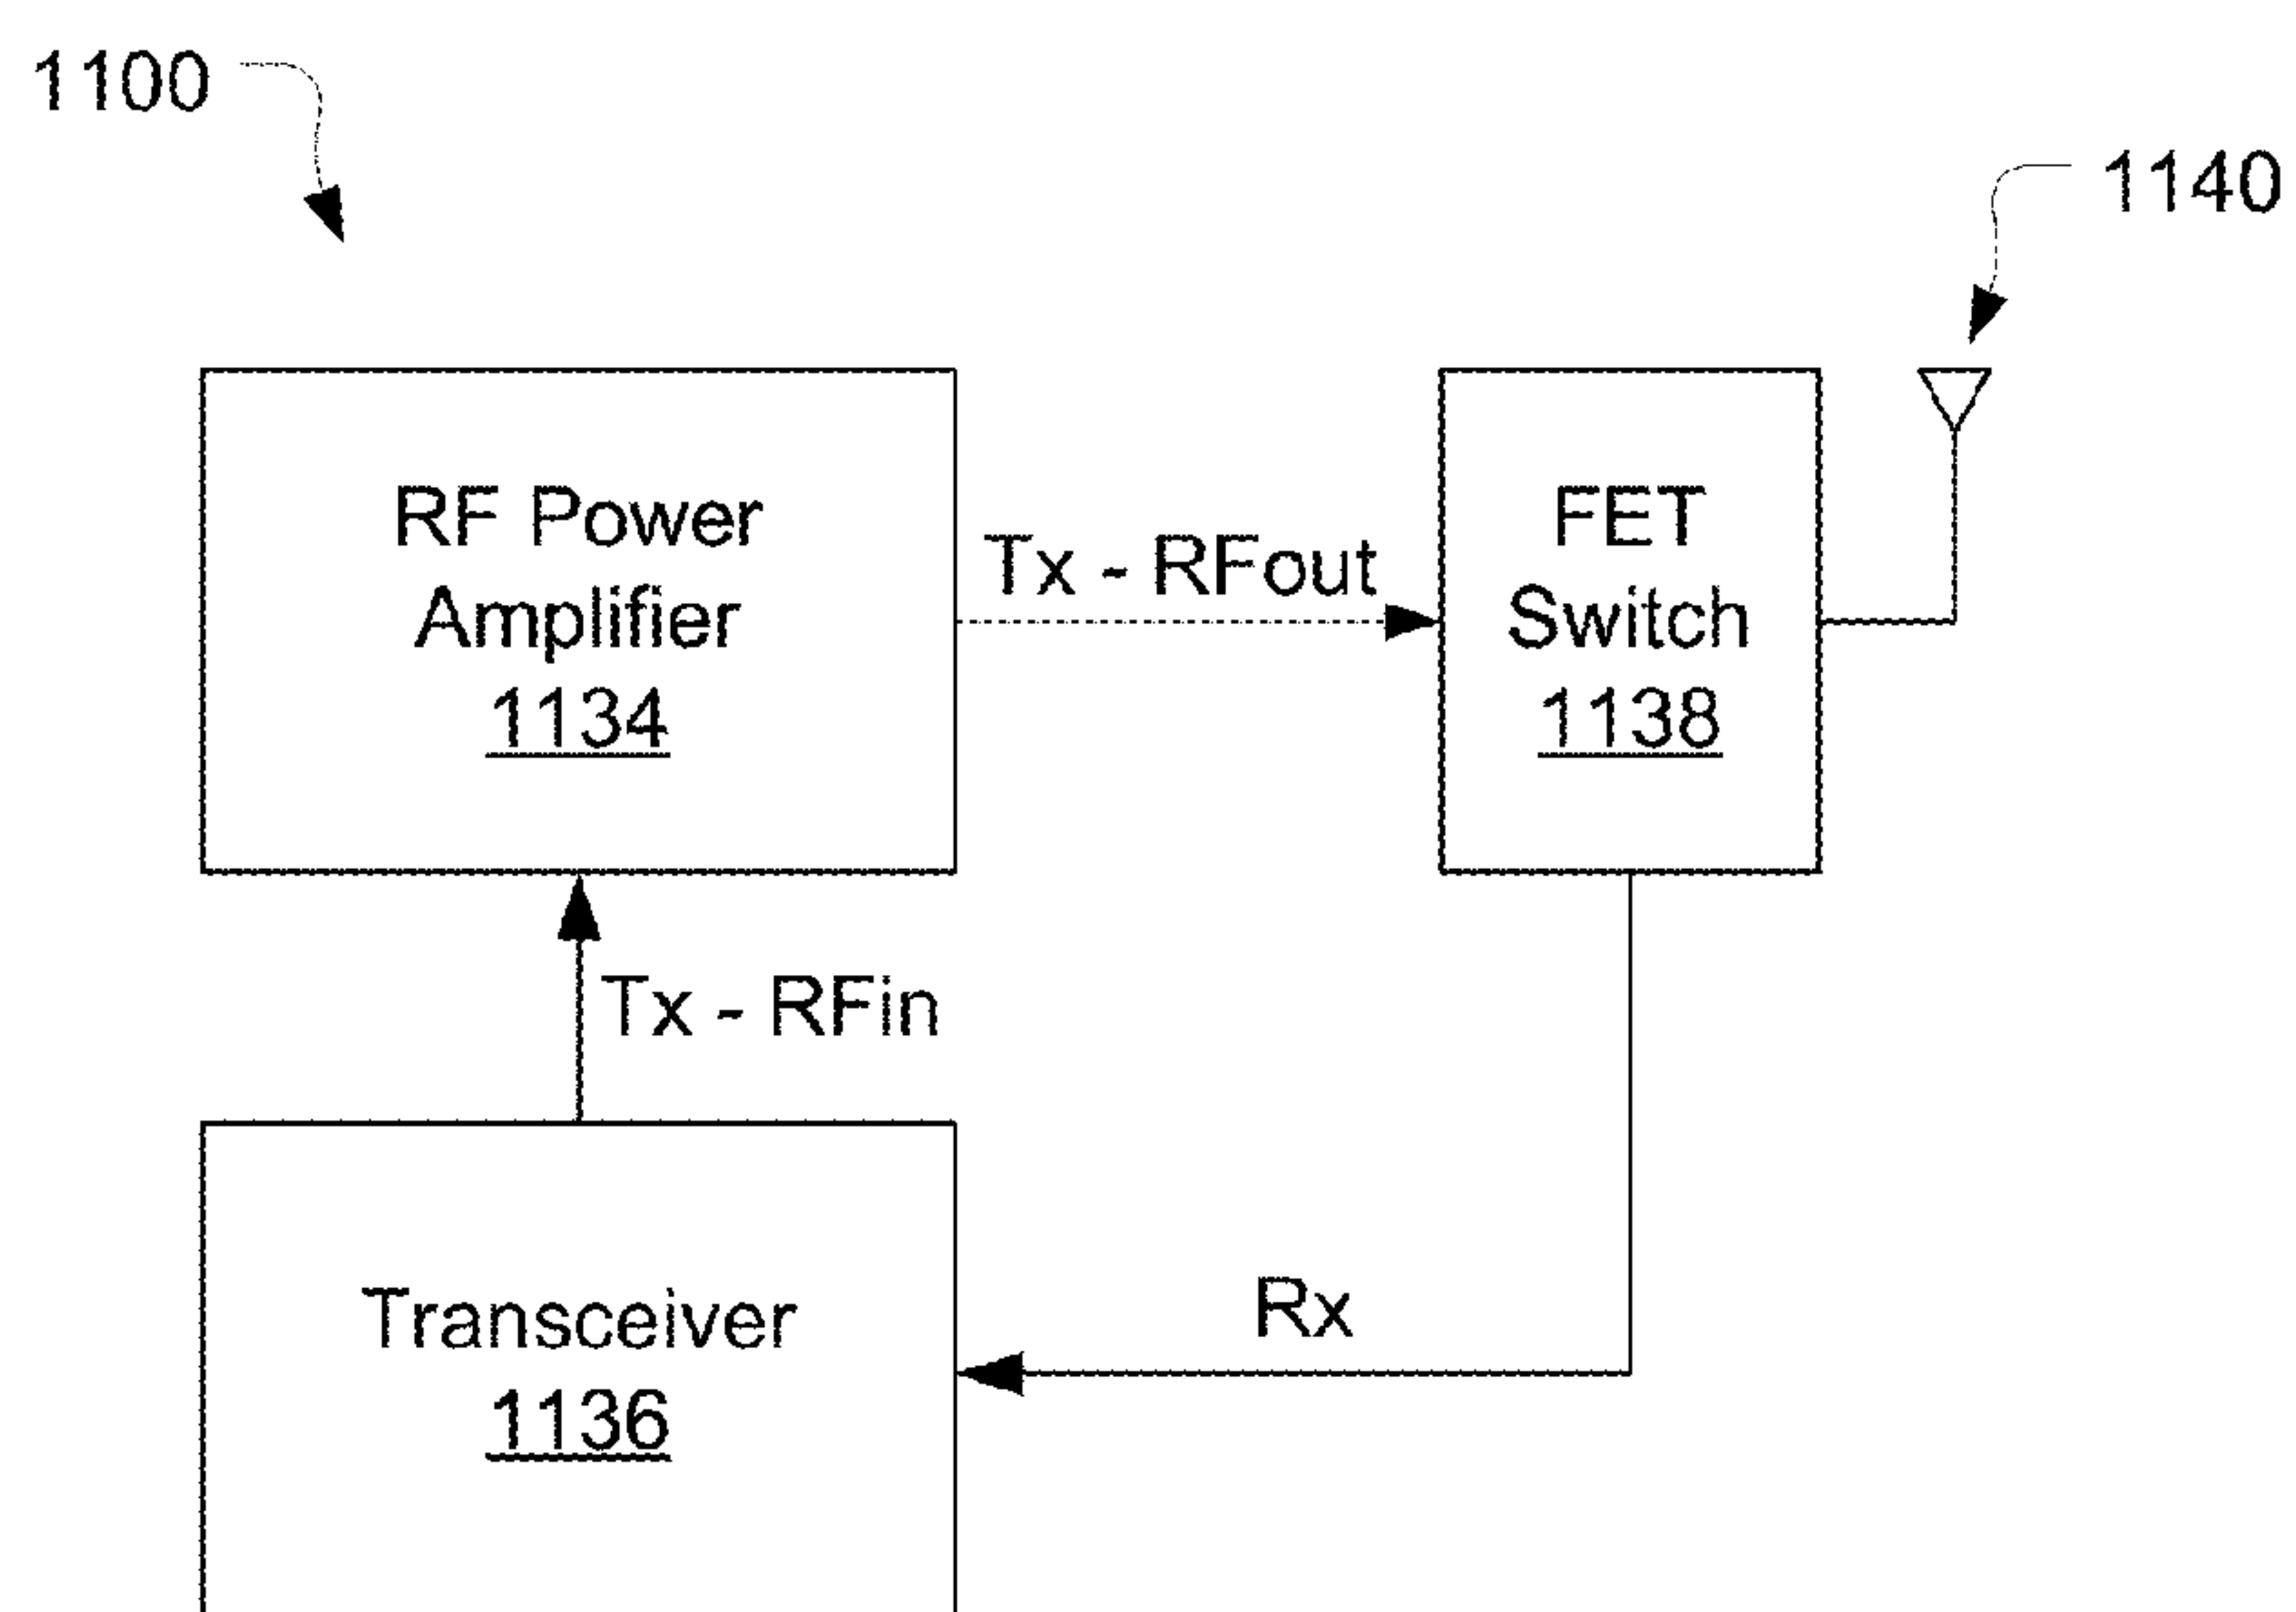 1100
1140
RF Power
Amplifier
1134
Tx - RFout
FET
Switch
1138
Tx - RFin
Transceiver
1136
Rx